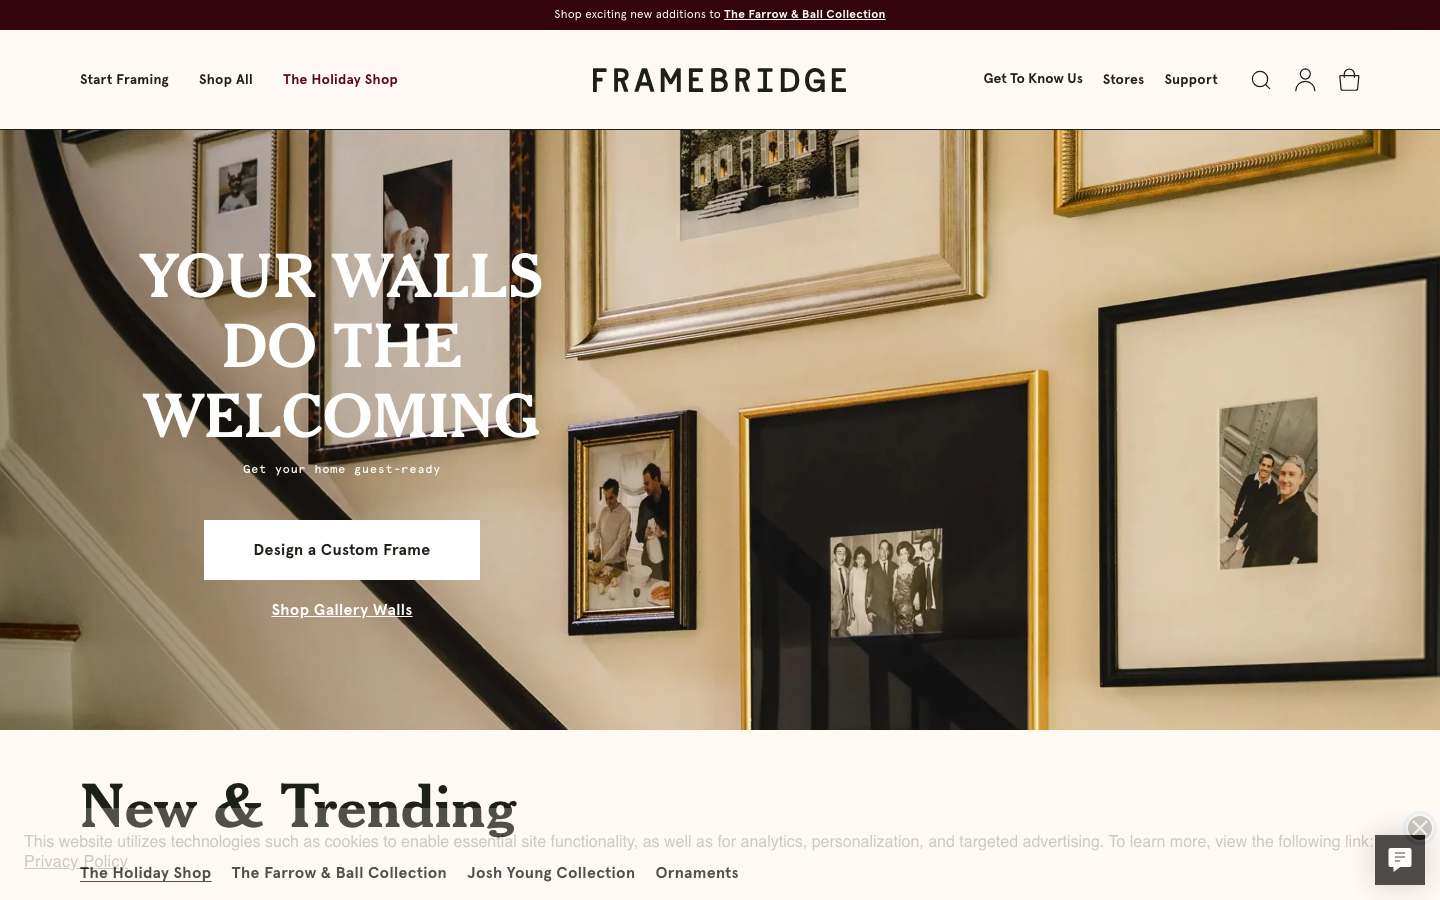 Shop exciting new additions to The Farrow & Ball Collection
Start Framing Shop All The Holiday Shop
FRAMEBRIDGE
Get To Know Us Stores Support
YOUR WALLS
DO THE
WELCOMING
Get your home guest-ready
Design a Custom Frame
Shop Gallery Walls
New & Trending
This website utilizes technologies such as cookies to enable essential site functionality, as well as for analytics, personalization, and targeted advertising. To learn more, view the following link:
Privacy Policy
The Holiday Shop The Farrow & Ball Collection Josh Young Collection Ornaments